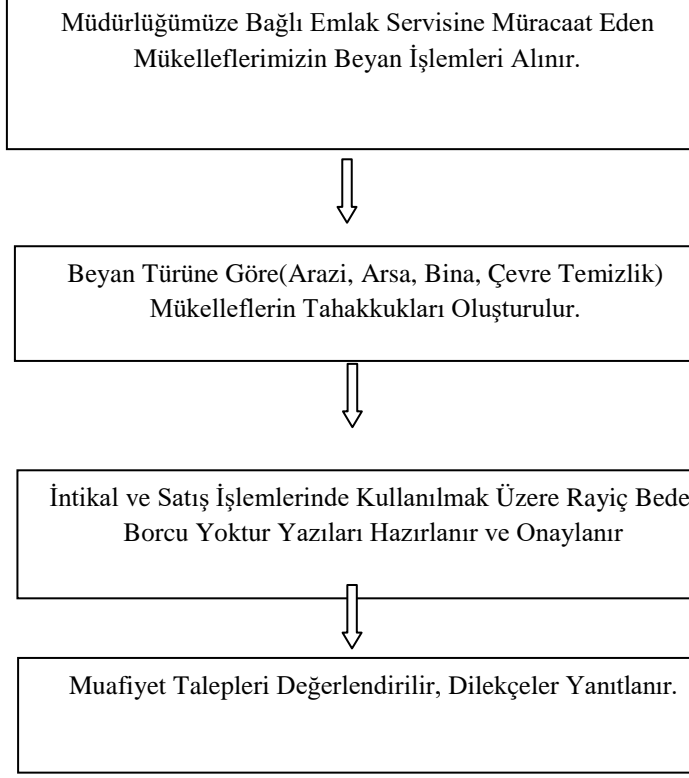 Müdürlüğümüze Bağlı Emlak Servisine Müracaat Eden
Mükelleflerimizin Beyan İşlemleri Alınır.
Beyan Türüne Göre(Arazi, Arsa, Bina, Çevre Temizlik)
Mükelleflerin Tahakkukları Oluşturulur.
İntikal ve Satış İşlemlerinde Kullanılmak Üzere Rayiç Bede
Borcu Yoktur Yazıları Hazırlanır ve Onaylanır
Muafiyet Talepleri Değerlendirilir, Dilekçeler Yanıtlanır.